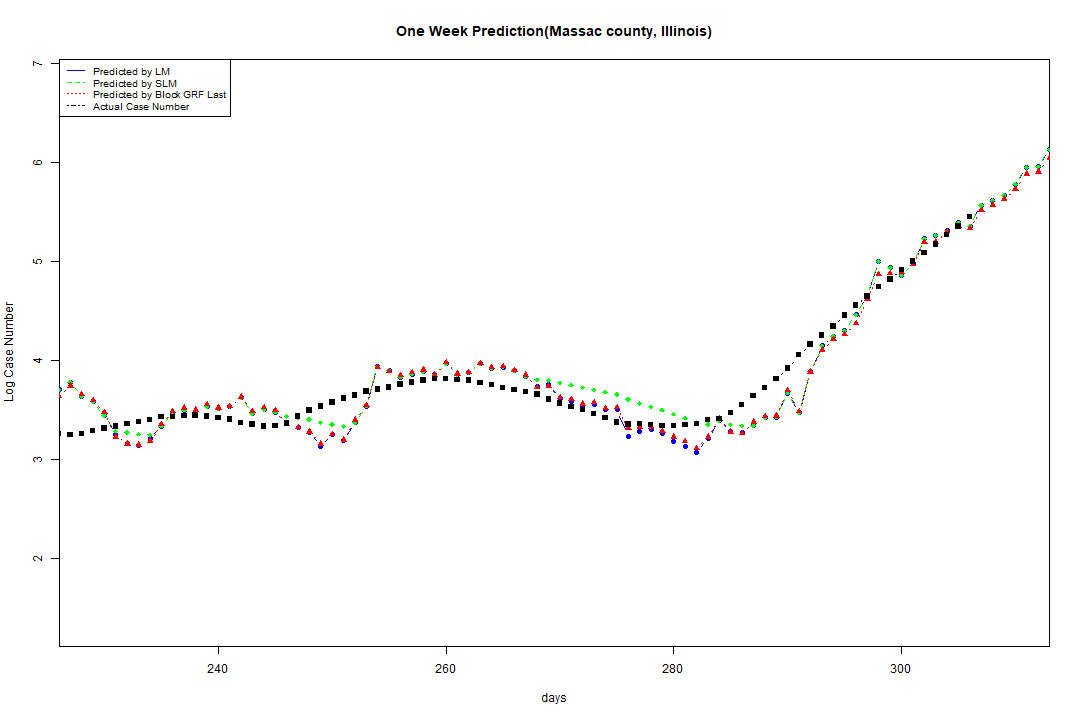 One Week Prediction(Massac county, Illinois)
Predicted by LM
Predicted by SLM
Predicted by Block GRF Last
Actual Case Number
7
6
5
4
3
2
Log Case Number
240
260
280
300
days